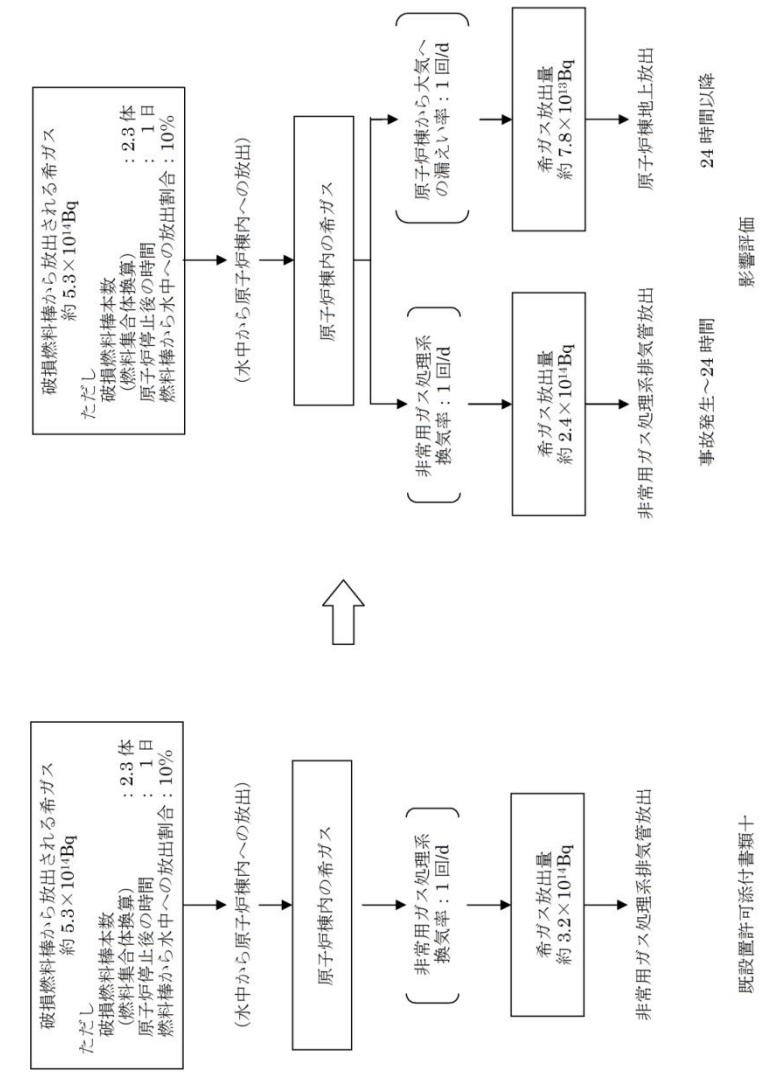 破損燃料棒から放出される希ガス
約 5.3×10¹⁴Bq
ただし
破損燃料棒本数 : 2.3 体
(燃料集合体換算)
原子炉停止後の時間 : 1 日
燃料棒から水中への放出割合 : 10%
(水中から原子炉棟内への放出)
原子炉棟内の希ガス
非常用ガス処理系
換気率 : 1 回/d
希ガス放出量
約 3.2×10¹⁴Bq
非常用ガス処理系排気管放出
既設置許可添付書類十
破損燃料棒から放出される希ガス
約 5.3×10¹⁴Bq
ただし
破損燃料棒本数 : 2.3 体
(燃料集合体換算)
原子炉停止後の時間 : 1 日
燃料棒から水中への放出割合 : 10%
(水中から原子炉棟内への放出)
原子炉棟内の希ガス
非常用ガス処理系
換気率 : 1 回/d
希ガス放出量
約 2.4×10¹⁴Bq
非常用ガス処理系排気管放出
事故発生~24 時間
原子炉棟から大気へ
の漏えい率 : 1 回/d
希ガス放出量
約 7.8×10¹³Bq
原子炉棟地上放出
24 時間以降
影響評価